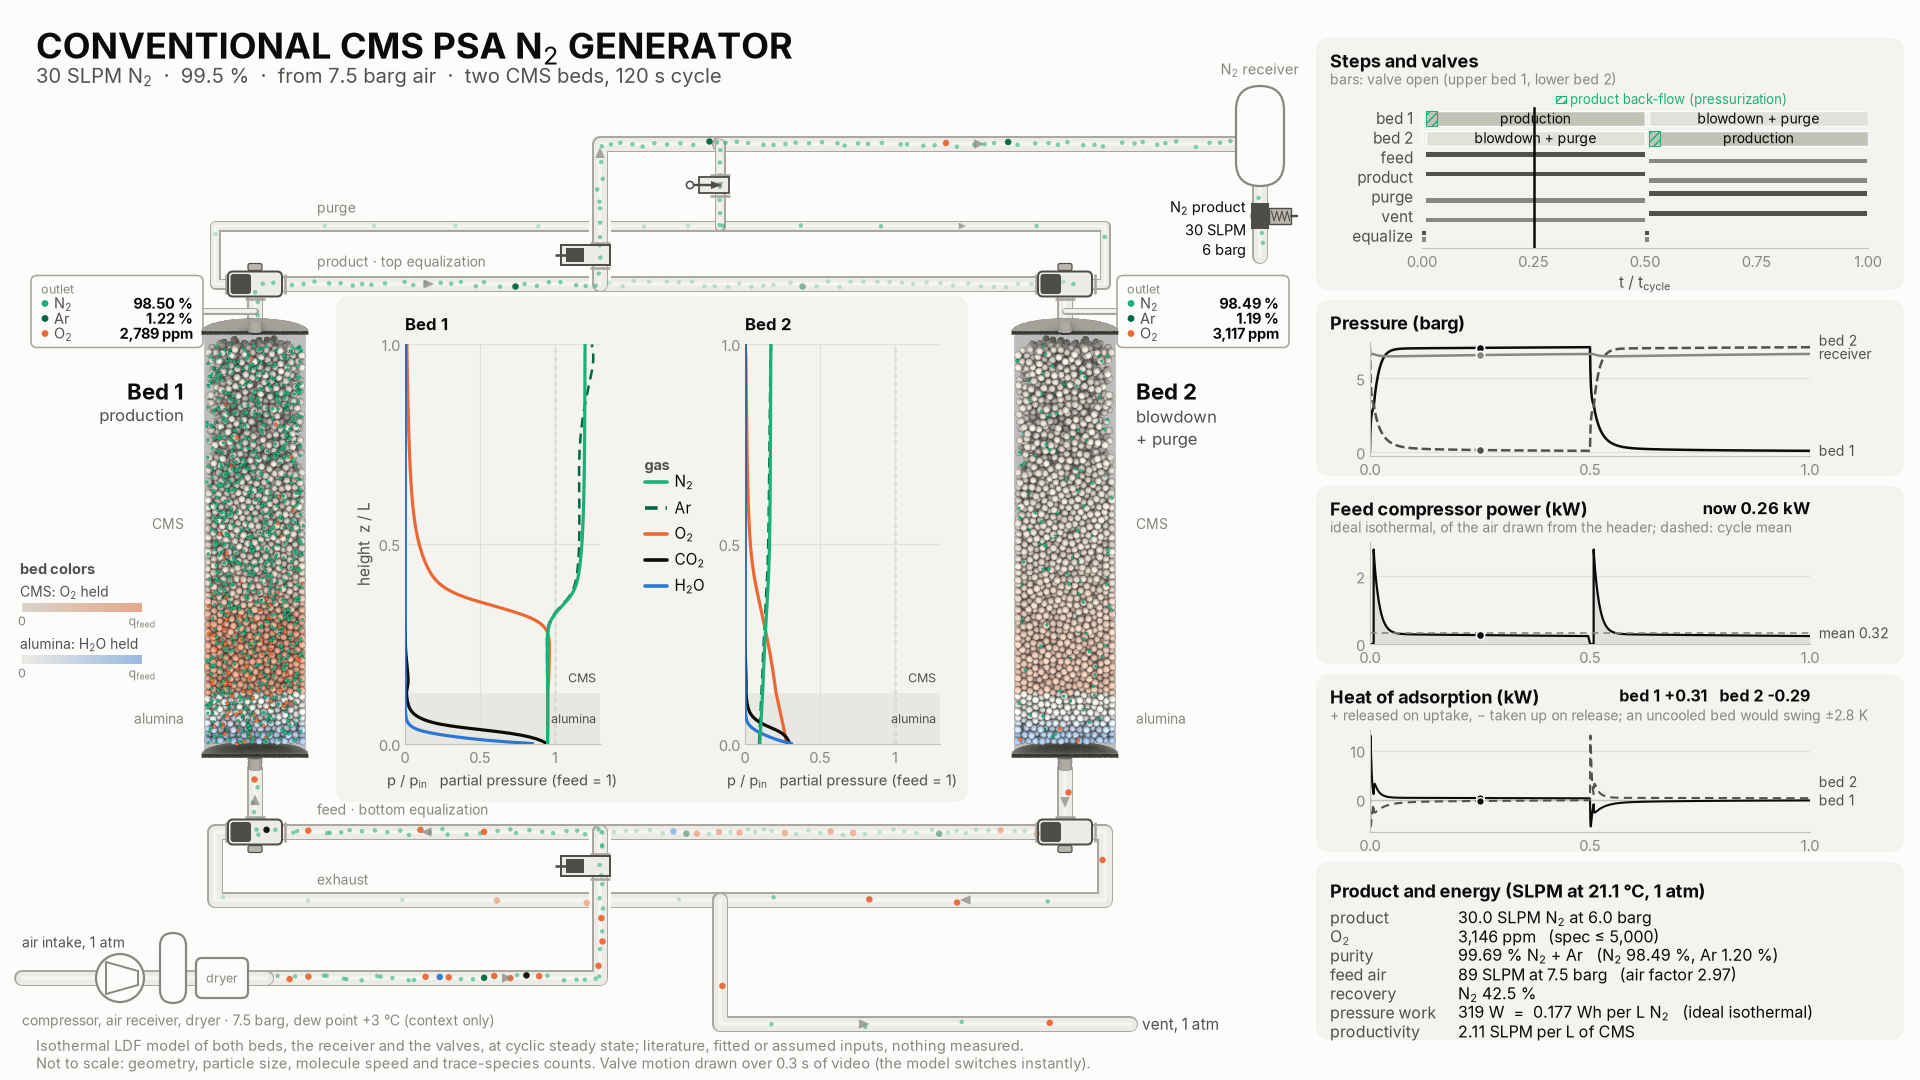 CONVENTIONAL CMS PSA N2 GENERATOR
30 SLPM N2 · 99.5 % · from 7.5 barg air · two CMS beds, 120 s cycle
N2 receiver
N2 product
30 SLPM
6 barg
purge
product · top equalization
outlet
N2 98.50 %
Ar 1.22 %
O2 2,789 ppm
outlet
N2 98.49 %
Ar 1.19 %
O2 3,117 ppm
Bed 1
production
CMS
bed colors
CMS: O2 held
0 qfeed
alumina: H2O held
0 qfeed
alumina
Bed 1
1.0
0.5
0.0
height z / L
CMS
alumina
0 0.5 1
p / pin partial pressure (feed = 1)
gas
N2
Ar
O2
CO2
H2O
Bed 2
1.0
0.5
0.0
CMS
alumina
0 0.5 1
p / pin partial pressure (feed = 1)
Bed 2
blowdown
+ purge
CMS
alumina
feed · bottom equalization
exhaust
air intake, 1 atm
dryer
compressor, air receiver, dryer · 7.5 barg, dew point +3 °C (context only)
vent, 1 atm
Isothermal LDF model of both beds, the receiver and the valves, at cyclic steady state; literature, fitted or assumed inputs, nothing measured.
Not to scale: geometry, particle size, molecule speed and trace-species counts. Valve motion drawn over 0.3 s of video (the model switches instantly).
Steps and valves
bars: valve open (upper bed 1, lower bed 2)
product back-flow (pressurization)
bed 1 production blowdown + purge
bed 2 blowdown + purge production
feed
product
purge
vent
equalize
0.00 0.25 0.50 0.75 1.00
t / tcycle
Pressure (barg)
5
0
bed 2
receiver
bed 1
0.0 0.5 1.0
Feed compressor power (kW) now 0.26 kW
ideal isothermal, of the air drawn from the header; dashed: cycle mean
2
0
mean 0.32
0.0 0.5 1.0
Heat of adsorption (kW) bed 1 +0.31 bed 2 -0.29
+ released on uptake, − taken up on release; an uncooled bed would swing ±2.8 K
10
0
bed 2
bed 1
0.0 0.5 1.0
Product and energy (SLPM at 21.1 °C, 1 atm)
product 30.0 SLPM N2 at 6.0 barg
O2 3,146 ppm (spec ≤ 5,000)
purity 99.69 % N2 + Ar (N2 98.49 %, Ar 1.20 %)
feed air 89 SLPM at 7.5 barg (air factor 2.97)
recovery N2 42.5 %
pressure work 319 W = 0.177 Wh per L N2 (ideal isothermal)
productivity 2.11 SLPM per L of CMS